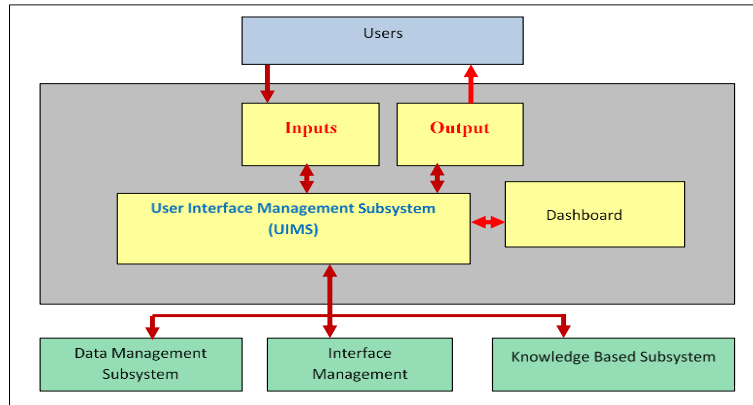 Users
Inputs
Output
User Interface Management Subsystem
(UIMS)
Dashboard
Data Management
Subsystem
Interface
Management
Knowledge Based Subsystem